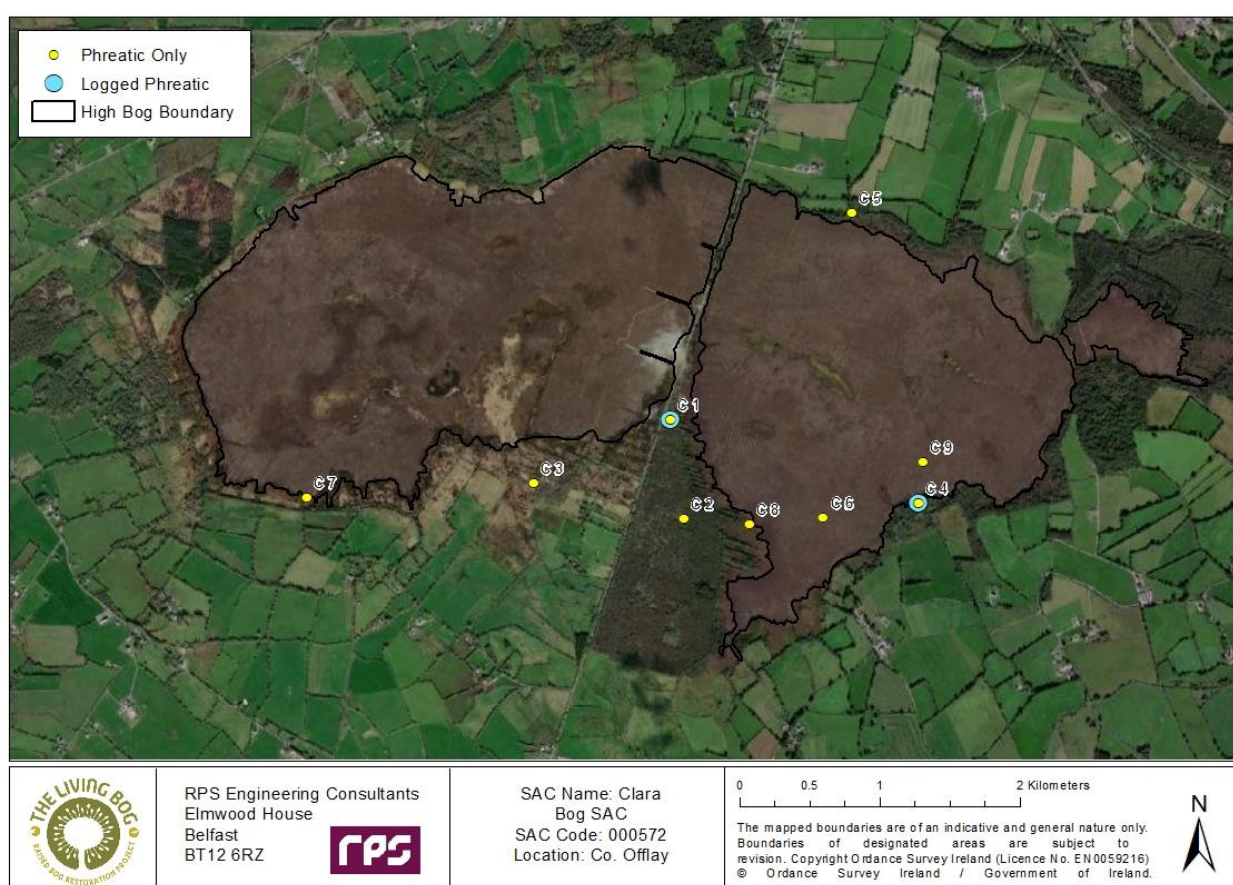 Phreatic Only
Logged Phreatic
High Bog Boundary
C5
C1
C9
C3
C7
C4
C2
C8
C6
THE LIVING BOG
RAISED BOG RESTORATION PROJECT
RPS Engineering Consultants
Elmwood House
Belfast
BT12 6RZ
rps
SAC Name: Clara
Bog SAC
SAC Code: 000572
Location: Co. Offlay
0 0.5 1 2 Kilometers
The mapped boundaries are of an indicative and general nature only.
Boundaries of designated areas are subject to
revision. Copyright Ordance Survey Ireland (Licence No. EN0059216)
© Ordance Survey Ireland / Government of Ireland.
N